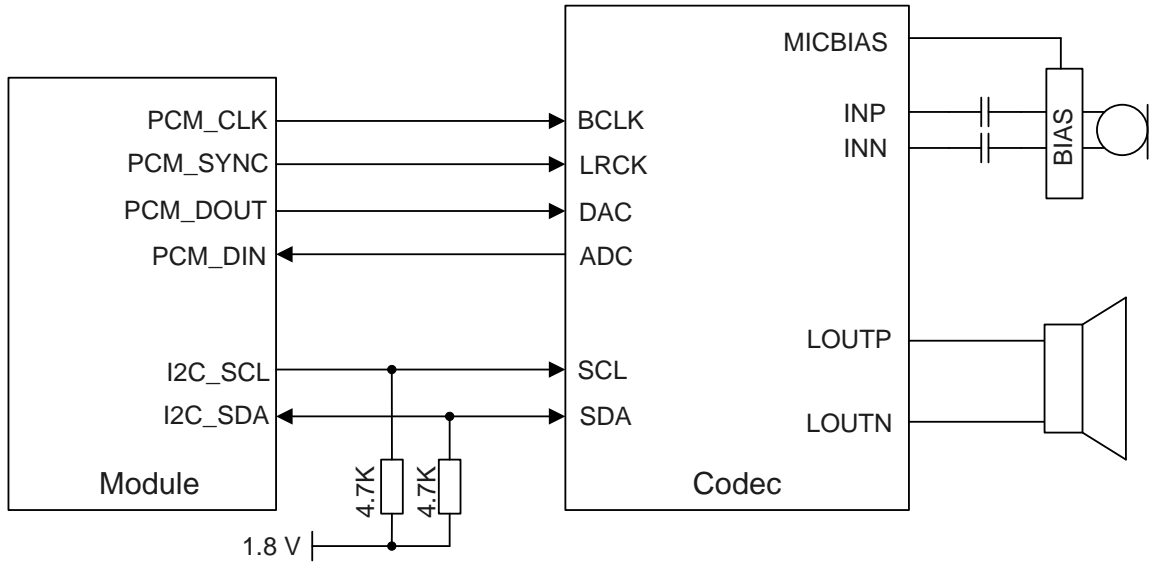 MICBIAS
PCM_CLK
BCLK
INP
BIAS
PCM_SYNC
LRCK
INN
PCM_DOUT
DAC
PCM_DIN
ADC
LOUTP
I2C_SCL
SCL
I2C_SDA
SDA
LOUTN
Module
4.7K
4.7K
Codec
1.8 V